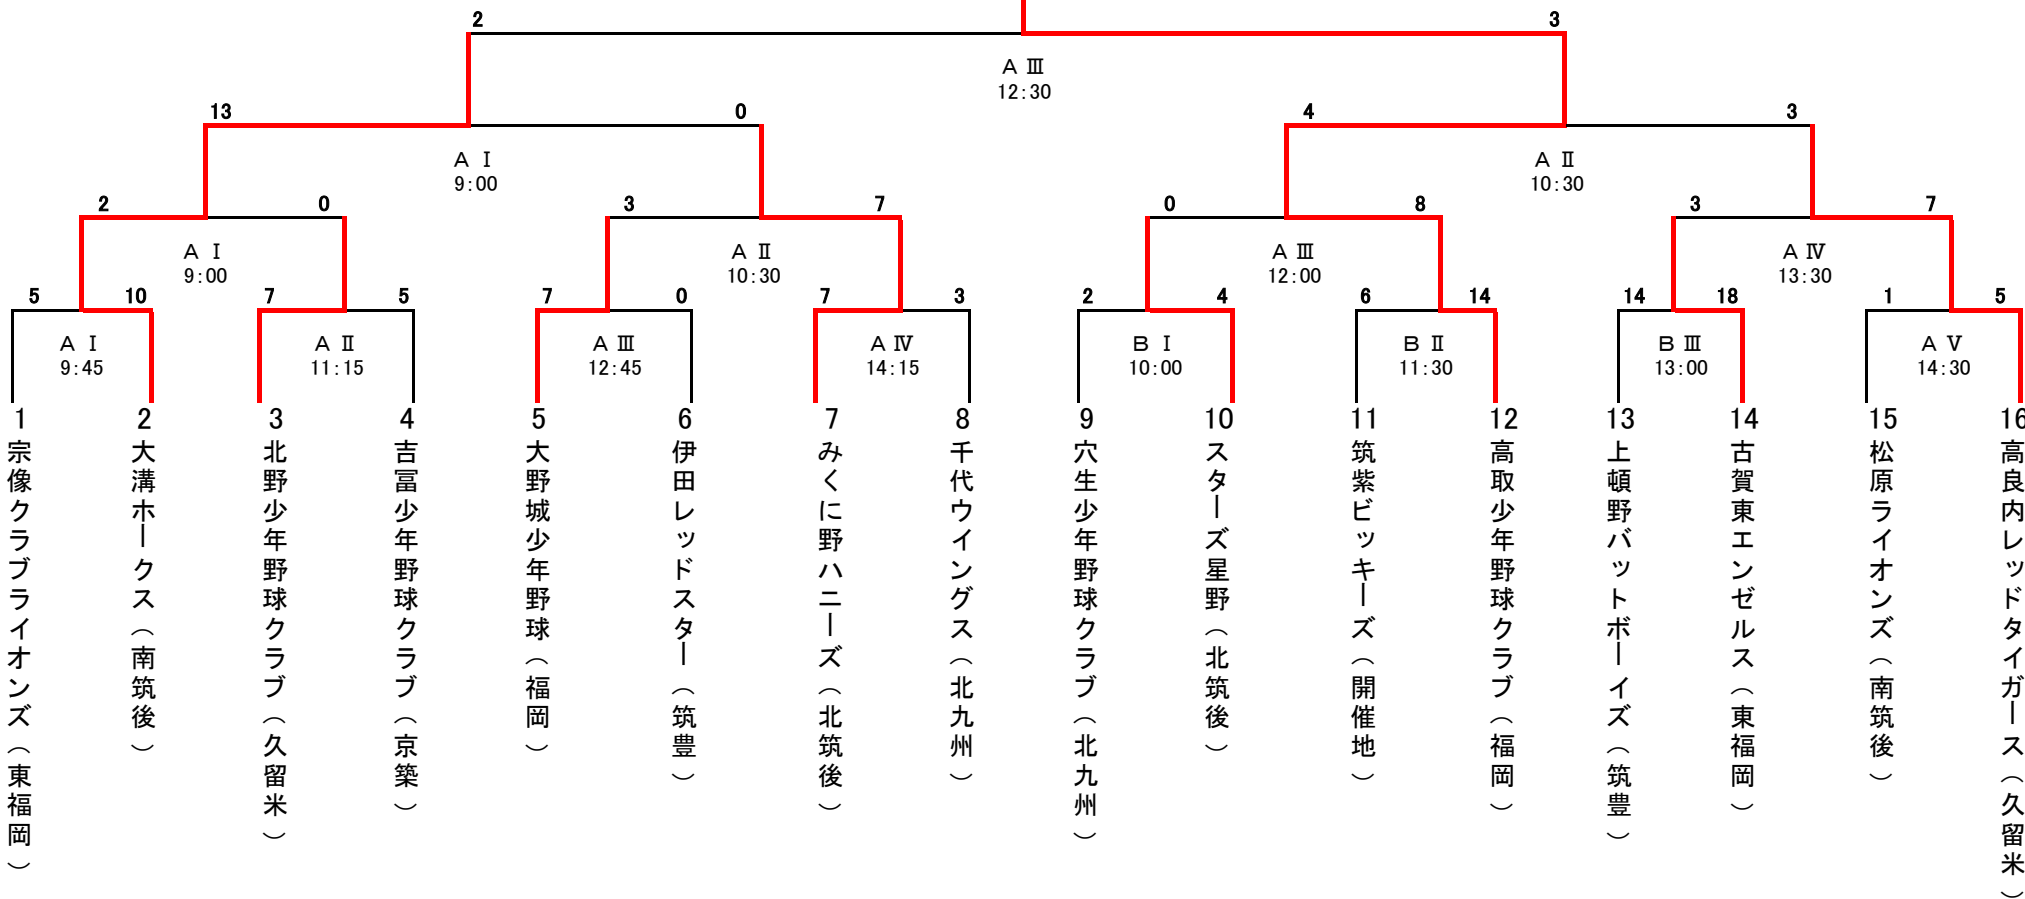 2 3
A Ⅲ
12:30
13 0 4 3
A Ⅰ A Ⅱ
9:00 10:30
2 0 3 7 0 8 3 7
A Ⅰ A Ⅱ A Ⅲ A Ⅳ
9:00 10:30 12:00 13:30
5 10 7 5 7 0 7 3 2 4 6 14 14 18 1 5
A Ⅰ A Ⅱ A Ⅲ A Ⅳ B Ⅰ B Ⅱ B Ⅲ A Ⅴ
9:45 11:15 12:45 14:15 10:00 11:30 13:00 14:30
1 2 3 4 5 6 7 8 9 10 11 12 13 14 15 16
宗像クラブライオンズ（東福岡）
大溝ホークス（南筑後）
北野少年野球クラブ（久留米）
吉冨少年野球クラブ（京築）
大野城少年野球（福岡）
伊田レッドスター（筑豊）
みくに野ハニーズ（北筑後）
千代ウイングス（北九州）
穴生少年野球クラブ（北九州）
スターズ星野（北筑後）
筑紫ビッキーズ（開催地）
高取少年野球クラブ（福岡）
上頓野バットボーイズ（筑豊）
古賀東エンゼルス（東福岡）
松原ライオンズ（南筑後）
高良内レッドタイガース（久留米）